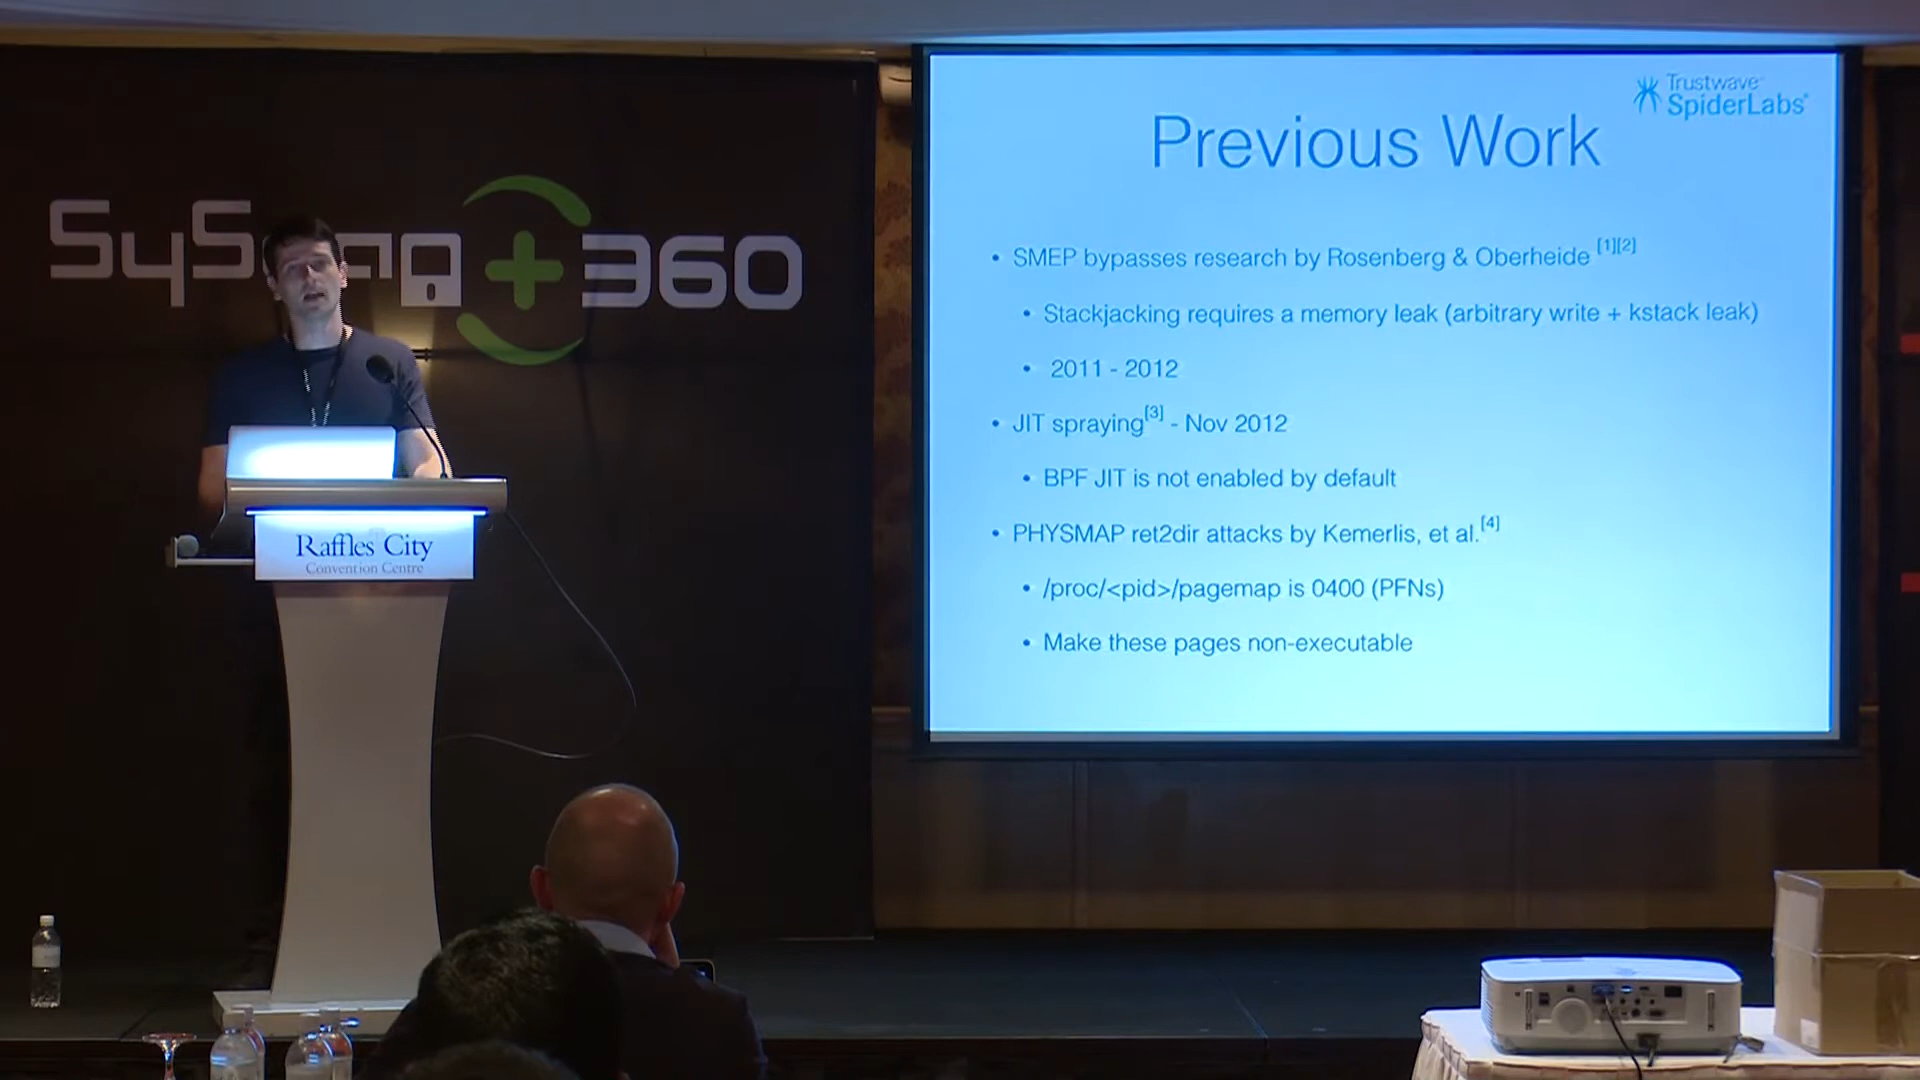 SyScan+360
Trustwave®
SpiderLabs®
Previous Work
• SMEP bypasses research by Rosenberg & Oberheide [1][2]
• Stackjacking requires a memory leak (arbitrary write + kstack leak)
• 2011 - 2012
• JIT spraying[3] - Nov 2012
• BPF JIT is not enabled by default
• PHYSMAP ret2dir attacks by Kemerlis, et al.[4]
• /proc/<pid>/pagemap is 0400 (PFNs)
• Make these pages non-executable
Raffles City
Convention Centre